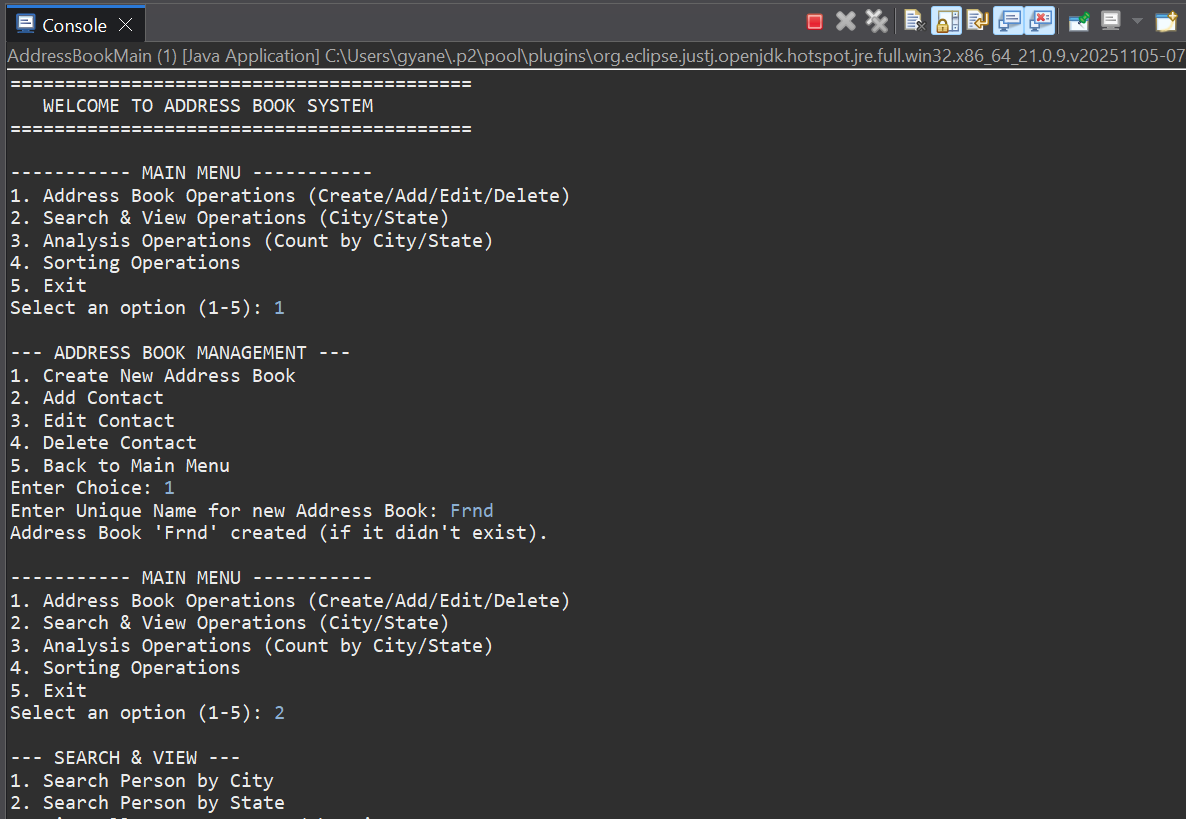 Console
AddressBookMain (1) [Java Application] C:\Users\gyane\.p2\pool\plugins\org.eclipse.justj.openjdk.hotspot.jre.full.win32.x86_64_21.0.9.v20251105-07
==========================================
   WELCOME TO ADDRESS BOOK SYSTEM
==========================================
----------- MAIN MENU -----------
1. Address Book Operations (Create/Add/Edit/Delete)
2. Search & View Operations (City/State)
3. Analysis Operations (Count by City/State)
4. Sorting Operations
5. Exit
Select an option (1-5): 1
--- ADDRESS BOOK MANAGEMENT ---
1. Create New Address Book
2. Add Contact
3. Edit Contact
4. Delete Contact
5. Back to Main Menu
Enter Choice: 1
Enter Unique Name for new Address Book: Frnd
Address Book 'Frnd' created (if it didn't exist).
----------- MAIN MENU -----------
1. Address Book Operations (Create/Add/Edit/Delete)
2. Search & View Operations (City/State)
3. Analysis Operations (Count by City/State)
4. Sorting Operations
5. Exit
Select an option (1-5): 2
--- SEARCH & VIEW ---
1. Search Person by City
2. Search Person by State